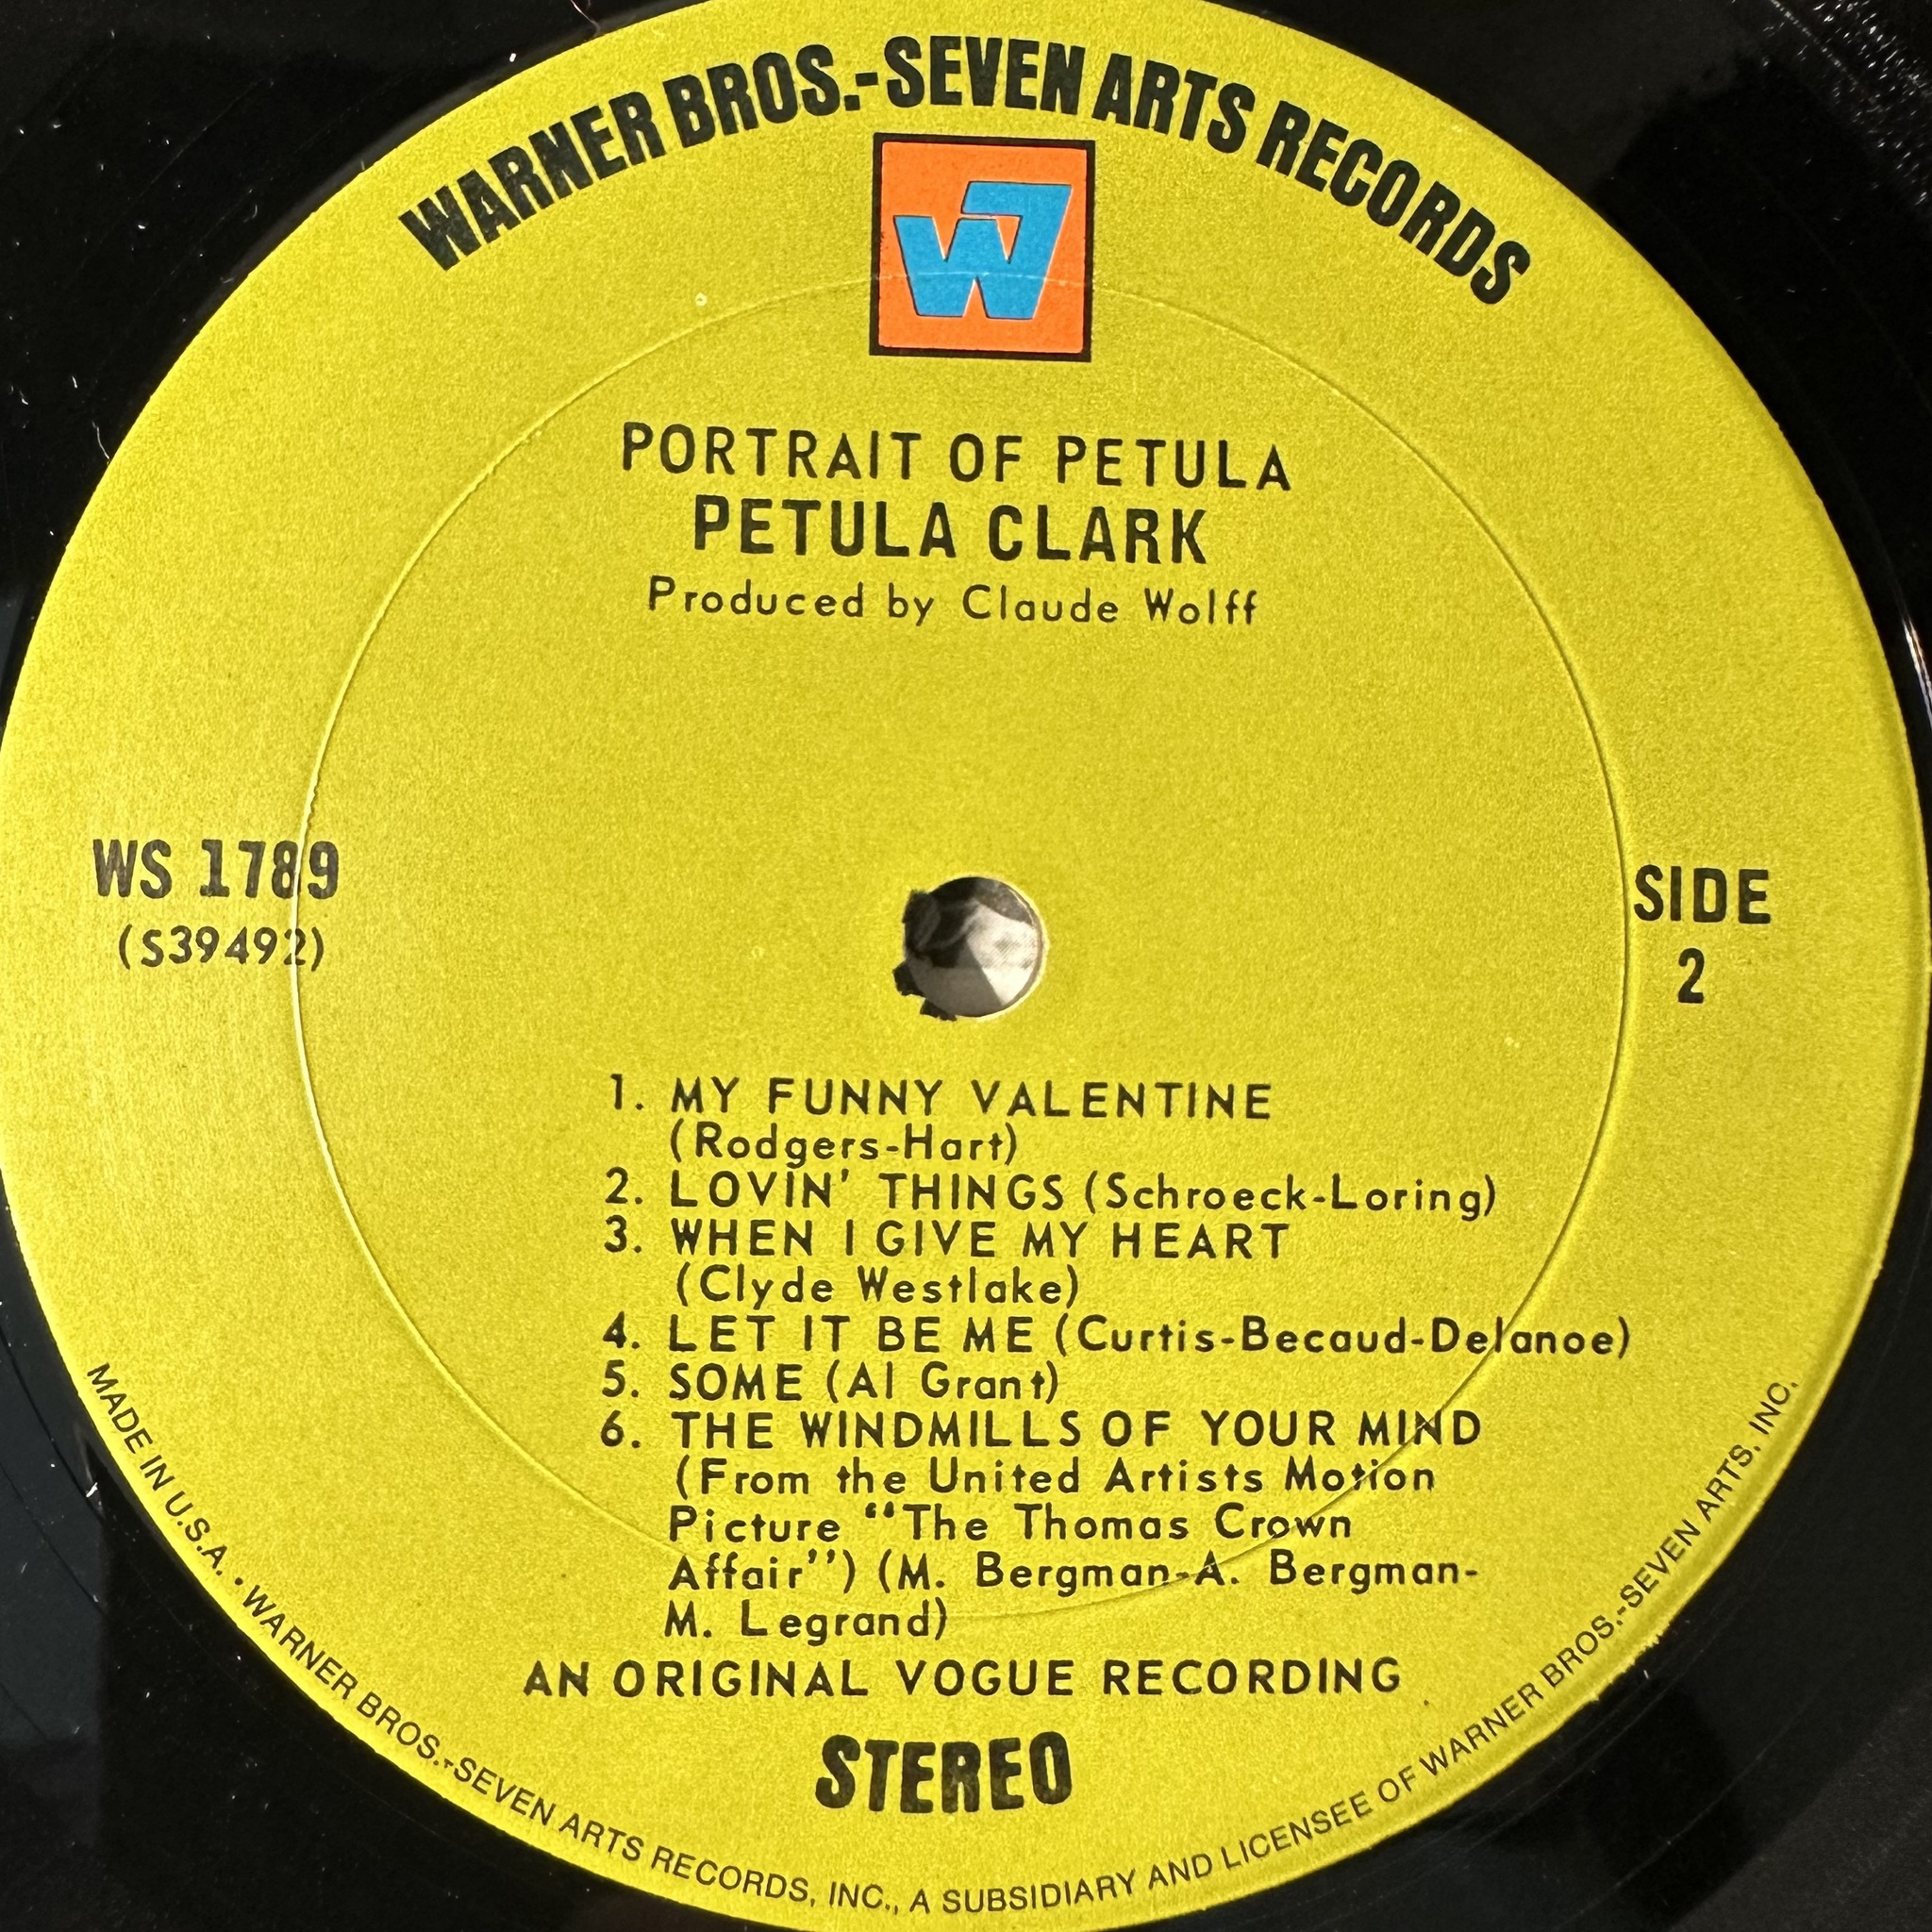 WARNER BROS.-SEVEN ARTS RECORDS
W7
PORTRAIT OF PETULA
PETULA CLARK
Produced by Claude Wolff
WS 1789
(S39492)
SIDE
2
1. MY FUNNY VALENTINE
(Rodgers-Hart)
2. LOVIN' THINGS (Schroeck-Loring)
3. WHEN I GIVE MY HEART
(Clyde Westlake)
4. LET IT BE ME (Curtis-Becaud-Delanoe)
5. SOME (Al Grant)
6. THE WINDMILLS OF YOUR MIND
(From the United Artists Motion
Picture "The Thomas Crown
Affair") (M. Bergman-A. Bergman-
M. Legrand)
AN ORIGINAL VOGUE RECORDING
STEREO
MADE IN U.S.A. • WARNER BROS.-SEVEN ARTS RECORDS, INC., A SUBSIDIARY AND LICENSEE OF WARNER BROS.-SEVEN ARTS, INC.